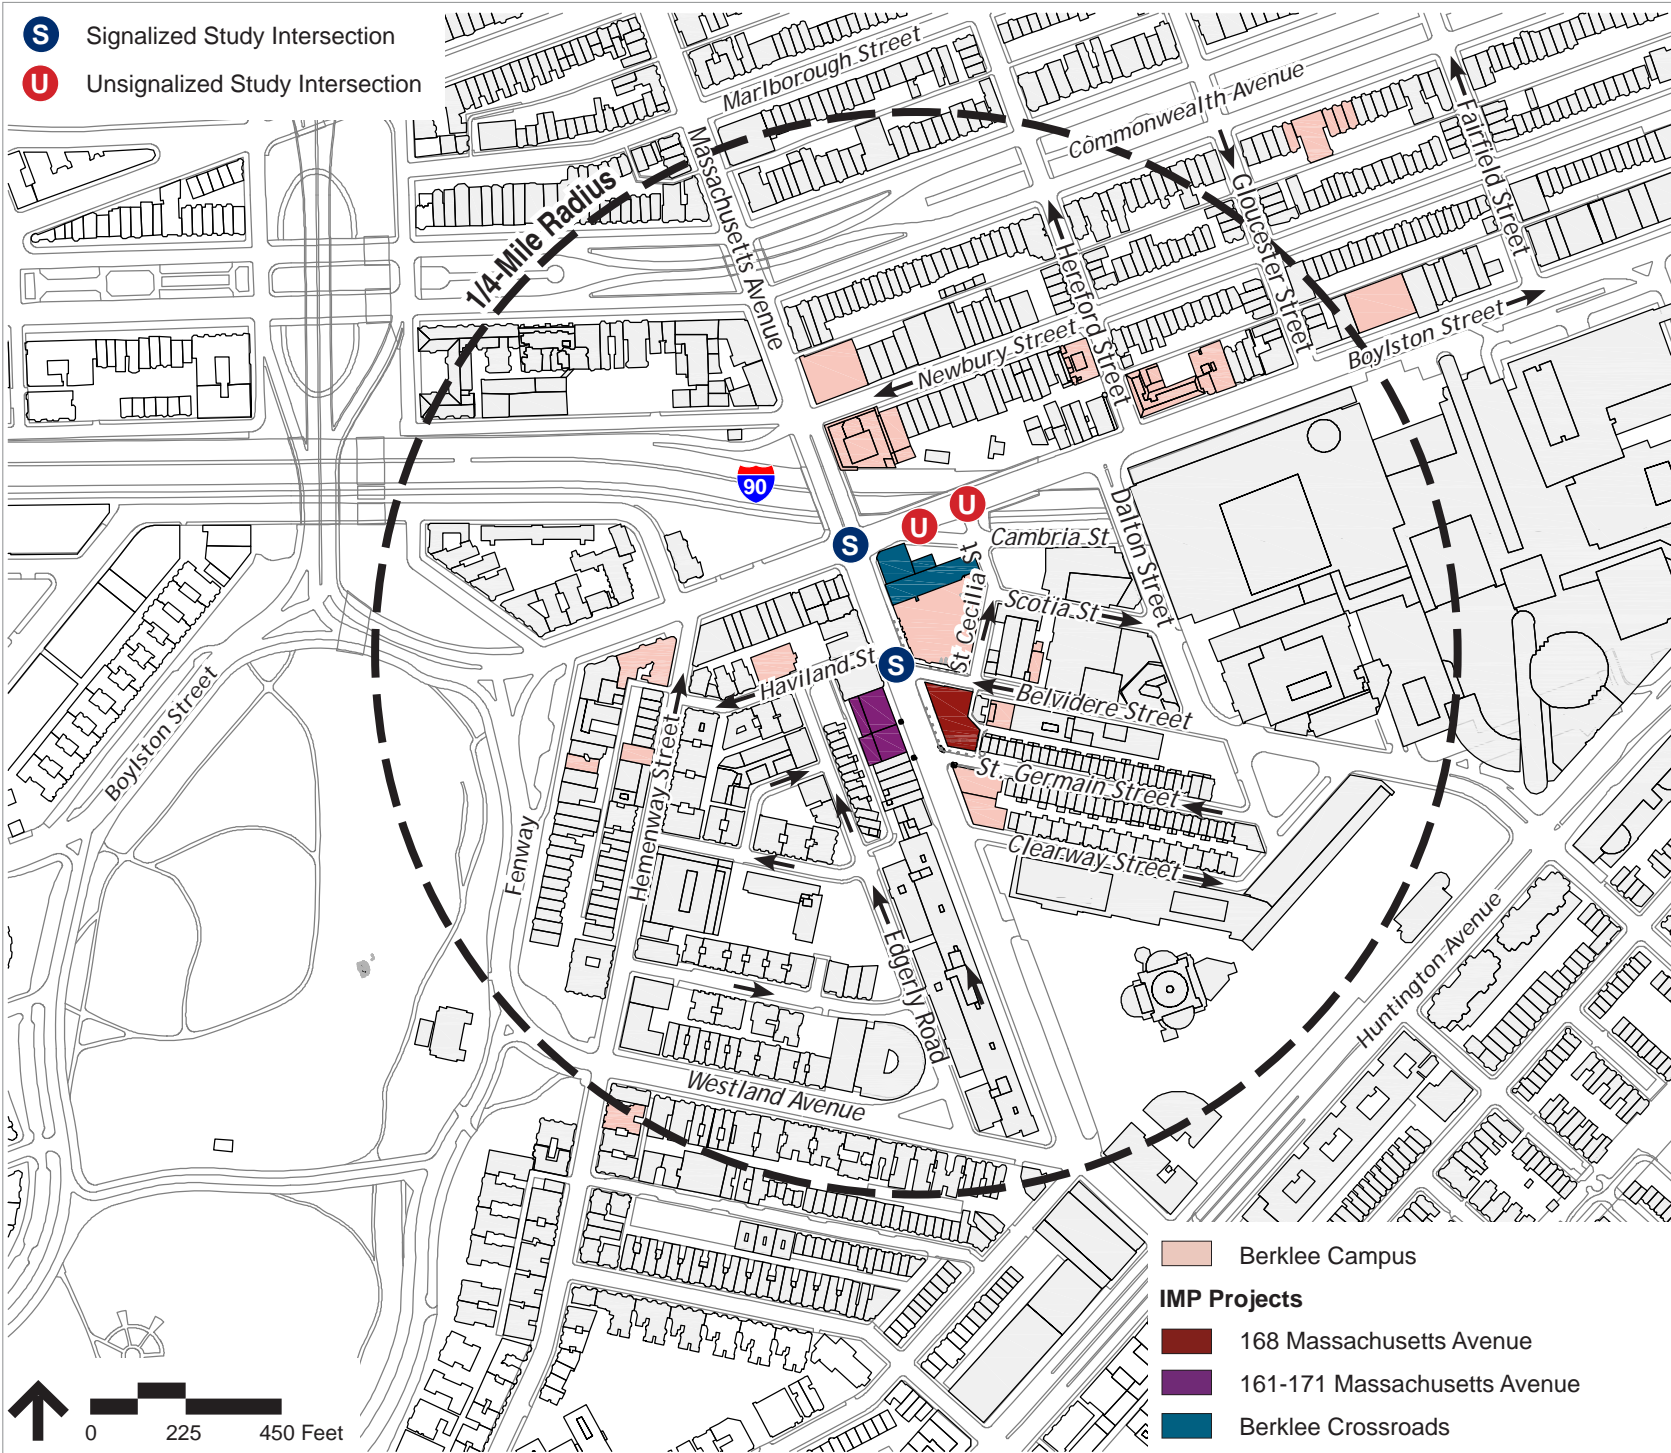 S Signalized Study Intersection
U Unsignalized Study Intersection
Marlborough Street
Commonwealth Avenue
Massachusetts Avenue
1/4-Mile Radius
Fairfield Street
Gloucester Street
Hereford Street
Newbury Street
Boylston Street
90
U
U
S
Cambria St
Dalton Street
St Cecilia St
Scotia St
S
Haviland St
Belvidere Street
Boylston Street
Hemenway Street
St. Germain Street
Fenway
Clearway Street
Edgerly Road
Huntington Avenue
Westland Avenue
Berklee Campus
IMP Projects
168 Massachusetts Avenue
161-171 Massachusetts Avenue
Berklee Crossroads
0 225 450 Feet